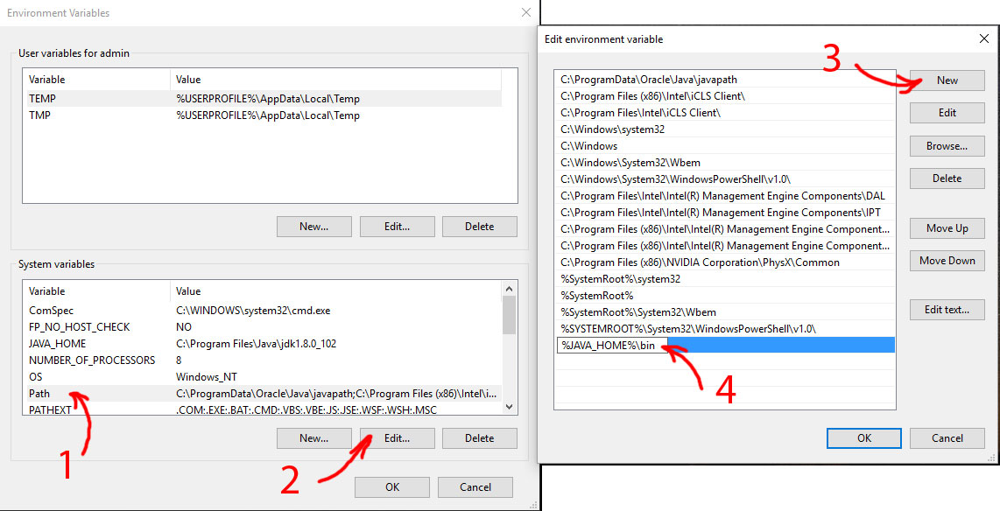 Environment Variables
User variables for admin
Variable Value
TEMP %USERPROFILE%\AppData\Local\Temp
TMP %USERPROFILE%\AppData\Local\Temp
New... Edit... Delete
System variables
Variable Value
ComSpec C:\WINDOWS\system32\cmd.exe
FP_NO_HOST_CHECK NO
JAVA_HOME C:\Program Files\Java\jdk1.8.0_102
NUMBER_OF_PROCESSORS 8
OS Windows_NT
Path C:\ProgramData\Oracle\Java\javapath;C:\Program Files (x86)\Intel\i...
PATHEXT .COM;.EXE;.BAT;.CMD;.VBS;.VBE;.JS;.JSE;.WSF;.WSH;.MSC
New... Edit... Delete
1
2
OK Cancel
Edit environment variable
3
C:\ProgramData\Oracle\Java\javapath
New
C:\Program Files (x86)\Intel\iCLS Client\
C:\Program Files\Intel\iCLS Client\
Edit
C:\Windows\system32
C:\Windows
Browse...
C:\Windows\System32\Wbem
C:\Windows\System32\WindowsPowerShell\v1.0\
Delete
C:\Program Files\Intel\Intel(R) Management Engine Components\DAL
C:\Program Files\Intel\Intel(R) Management Engine Components\IPT
C:\Program Files (x86)\Intel\Intel(R) Management Engine Component...
Move Up
C:\Program Files (x86)\Intel\Intel(R) Management Engine Component...
C:\Program Files (x86)\NVIDIA Corporation\PhysX\Common
Move Down
%SystemRoot%\system32
%SystemRoot%
%SystemRoot%\System32\Wbem
Edit text...
%SYSTEMROOT%\System32\WindowsPowerShell\v1.0\
%JAVA_HOME%\bin
4
OK Cancel